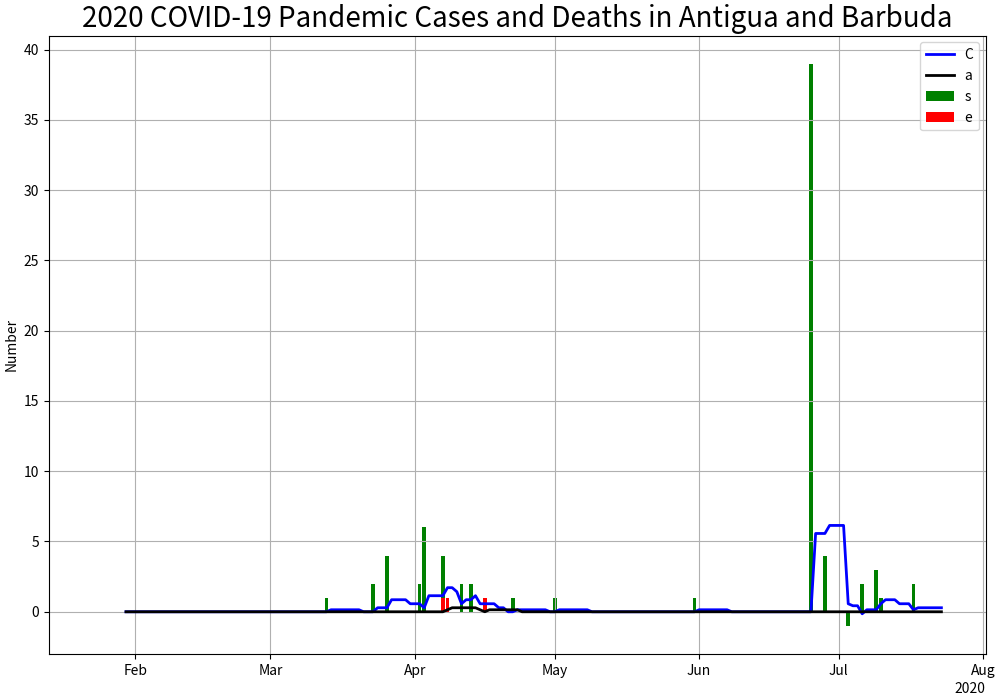 2020 COVID-19 Pandemic Cases and Deaths in Antigua and Barbuda
40
35
30
25
20
15
10
5
0
Number
C
a
s
e
Feb Mar Apr May Jun Jul Aug
2020